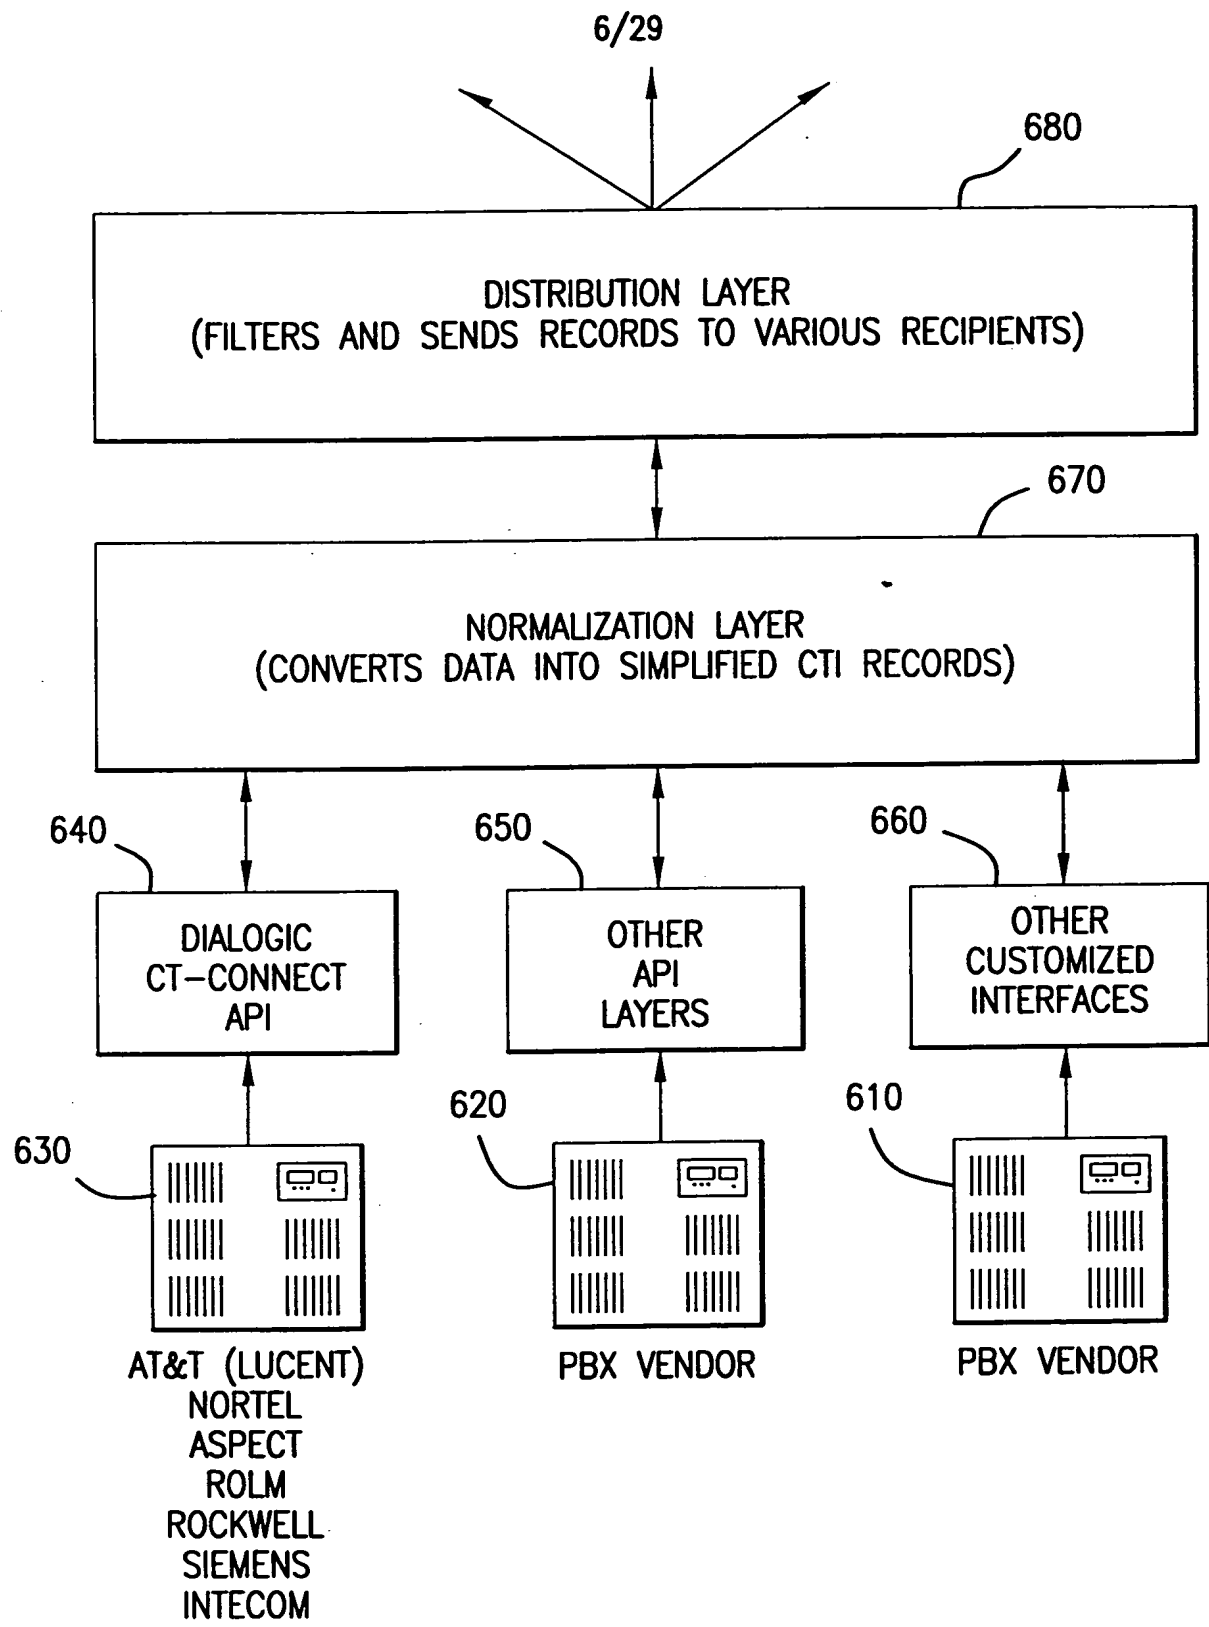 6/29
680
DISTRIBUTION LAYER
(FILTERS AND SENDS RECORDS TO VARIOUS RECIPIENTS)
670
NORMALIZATION LAYER
(CONVERTS DATA INTO SIMPLIFIED CTI RECORDS)
640
650
660
DIALOGIC
CT-CONNECT
API
OTHER
API
LAYERS
OTHER
CUSTOMIZED
INTERFACES
630
620
610
AT&T (LUCENT)
NORTEL
ASPECT
ROLM
ROCKWELL
SIEMENS
INTECOM
PBX VENDOR
PBX VENDOR